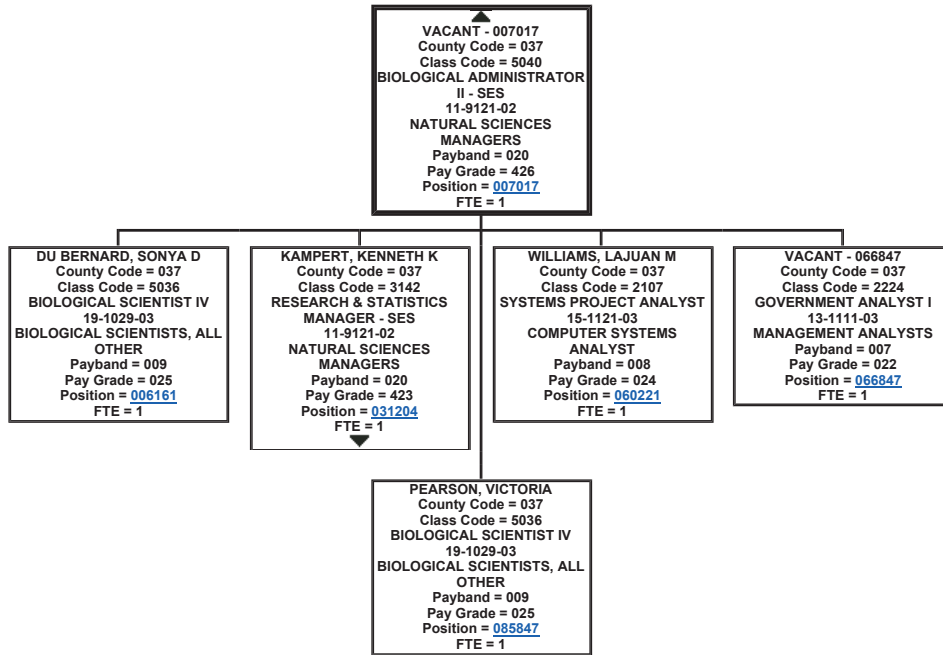 VACANT - 007017
County Code = 037
Class Code = 5040
BIOLOGICAL ADMINISTRATOR
II - SES
11-9121-02
NATURAL SCIENCES
MANAGERS
Payband = 020
Pay Grade = 426
Position = 007017
FTE = 1
DU BERNARD, SONYA D
County Code = 037
Class Code = 5036
BIOLOGICAL SCIENTIST IV
19-1029-03
BIOLOGICAL SCIENTISTS, ALL
OTHER
Payband = 009
Pay Grade = 025
Position = 006161
FTE = 1
KAMPERT, KENNETH K
County Code = 037
Class Code = 3142
RESEARCH & STATISTICS
MANAGER - SES
11-9121-02
NATURAL SCIENCES
MANAGERS
Payband = 020
Pay Grade = 423
Position = 031204
FTE = 1
WILLIAMS, LAJUAN M
County Code = 037
Class Code = 2107
SYSTEMS PROJECT ANALYST
15-1121-03
COMPUTER SYSTEMS
ANALYST
Payband = 008
Pay Grade = 024
Position = 060221
FTE = 1
VACANT - 066847
County Code = 037
Class Code = 2224
GOVERNMENT ANALYST I
13-1111-03
MANAGEMENT ANALYSTS
Payband = 007
Pay Grade = 022
Position = 066847
FTE = 1
PEARSON, VICTORIA
County Code = 037
Class Code = 5036
BIOLOGICAL SCIENTIST IV
19-1029-03
BIOLOGICAL SCIENTISTS, ALL
OTHER
Payband = 009
Pay Grade = 025
Position = 085847
FTE = 1